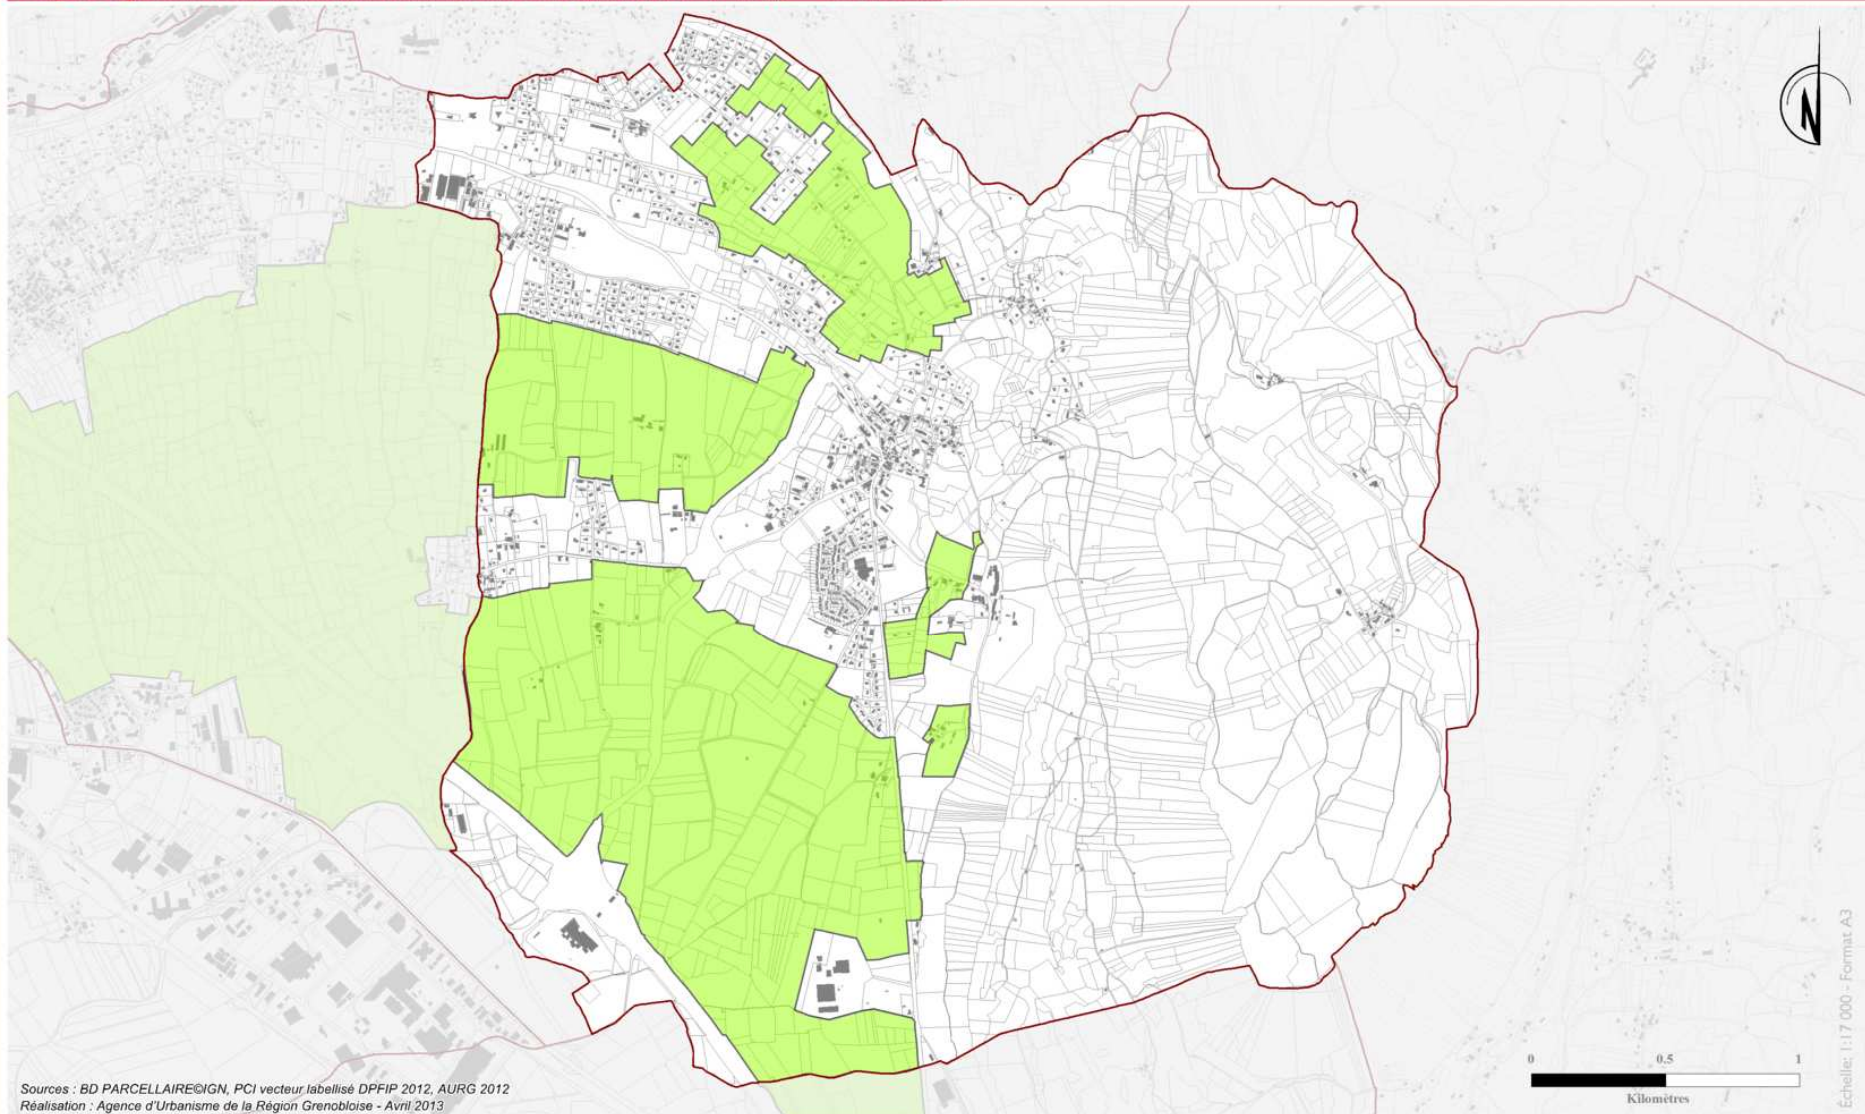 N
Sources : BD PARCELLAIRE©IGN, PCI vecteur labellisé DPFIP 2012, AURG 2012
Réalisation : Agence d'Urbanisme de la Région Grenobloise - Avril 2013
0 0.5 1
Kilomètres
Échelle: 1:17 000 - Format A3